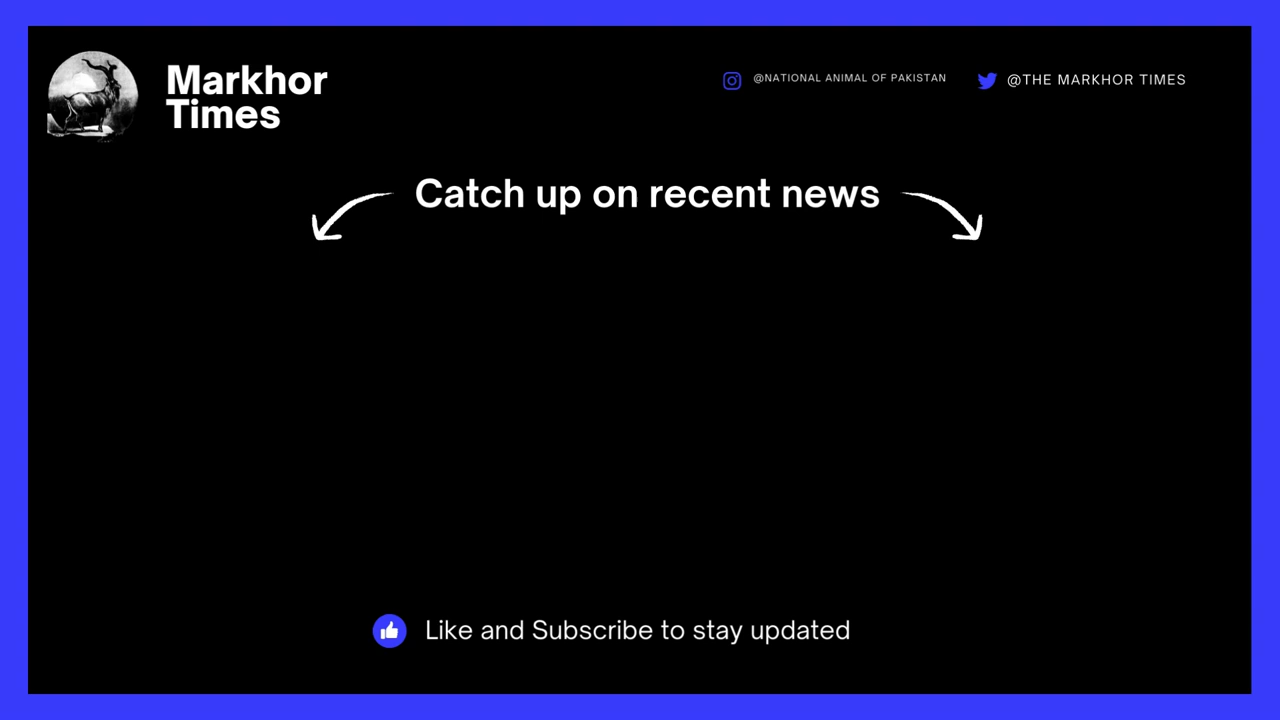 Markhor
Times
@NATIONAL ANIMAL OF PAKISTAN
@THE MARKHOR TIMES
Catch up on recent news
Like and Subscribe to stay updated